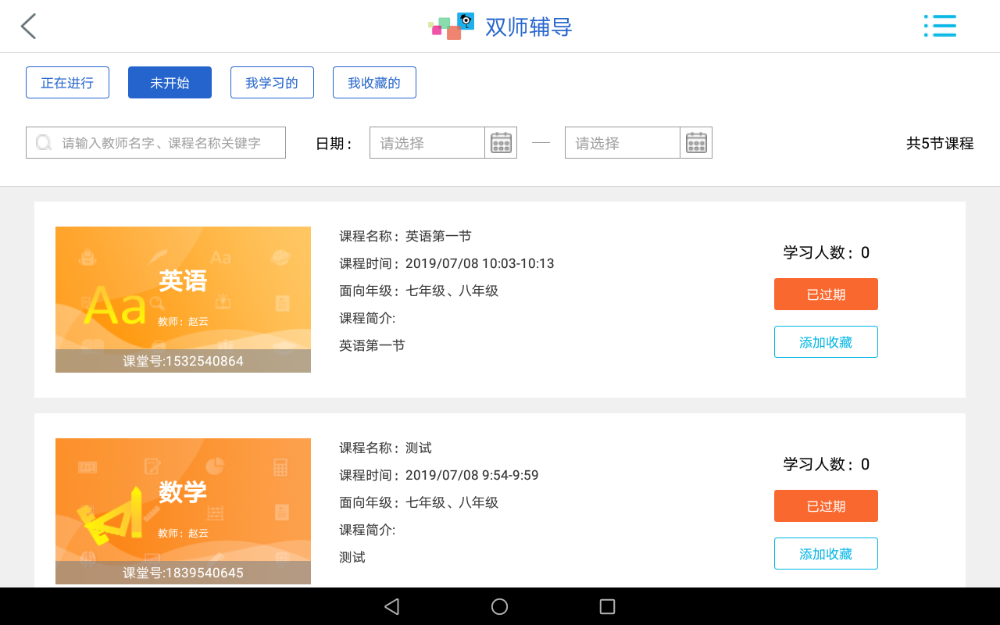 双师辅导
正在进行
未开始
我学习的
我收藏的
请输入教师名字、课程名称关键字
日期：
请选择
—
请选择
共5节课程
英语
Aa
Aa
教师：赵云
课堂号:1532540864
课程名称：英语第一节
课程时间：2019/07/08 10:03-10:13
面向年级：七年级、八年级
课程简介:
英语第一节
学习人数：0
已过期
添加收藏
数学
教师：赵云
课堂号:1839540645
课程名称：测试
课程时间：2019/07/08 9:54-9:59
面向年级：七年级、八年级
课程简介:
测试
学习人数：0
已过期
添加收藏